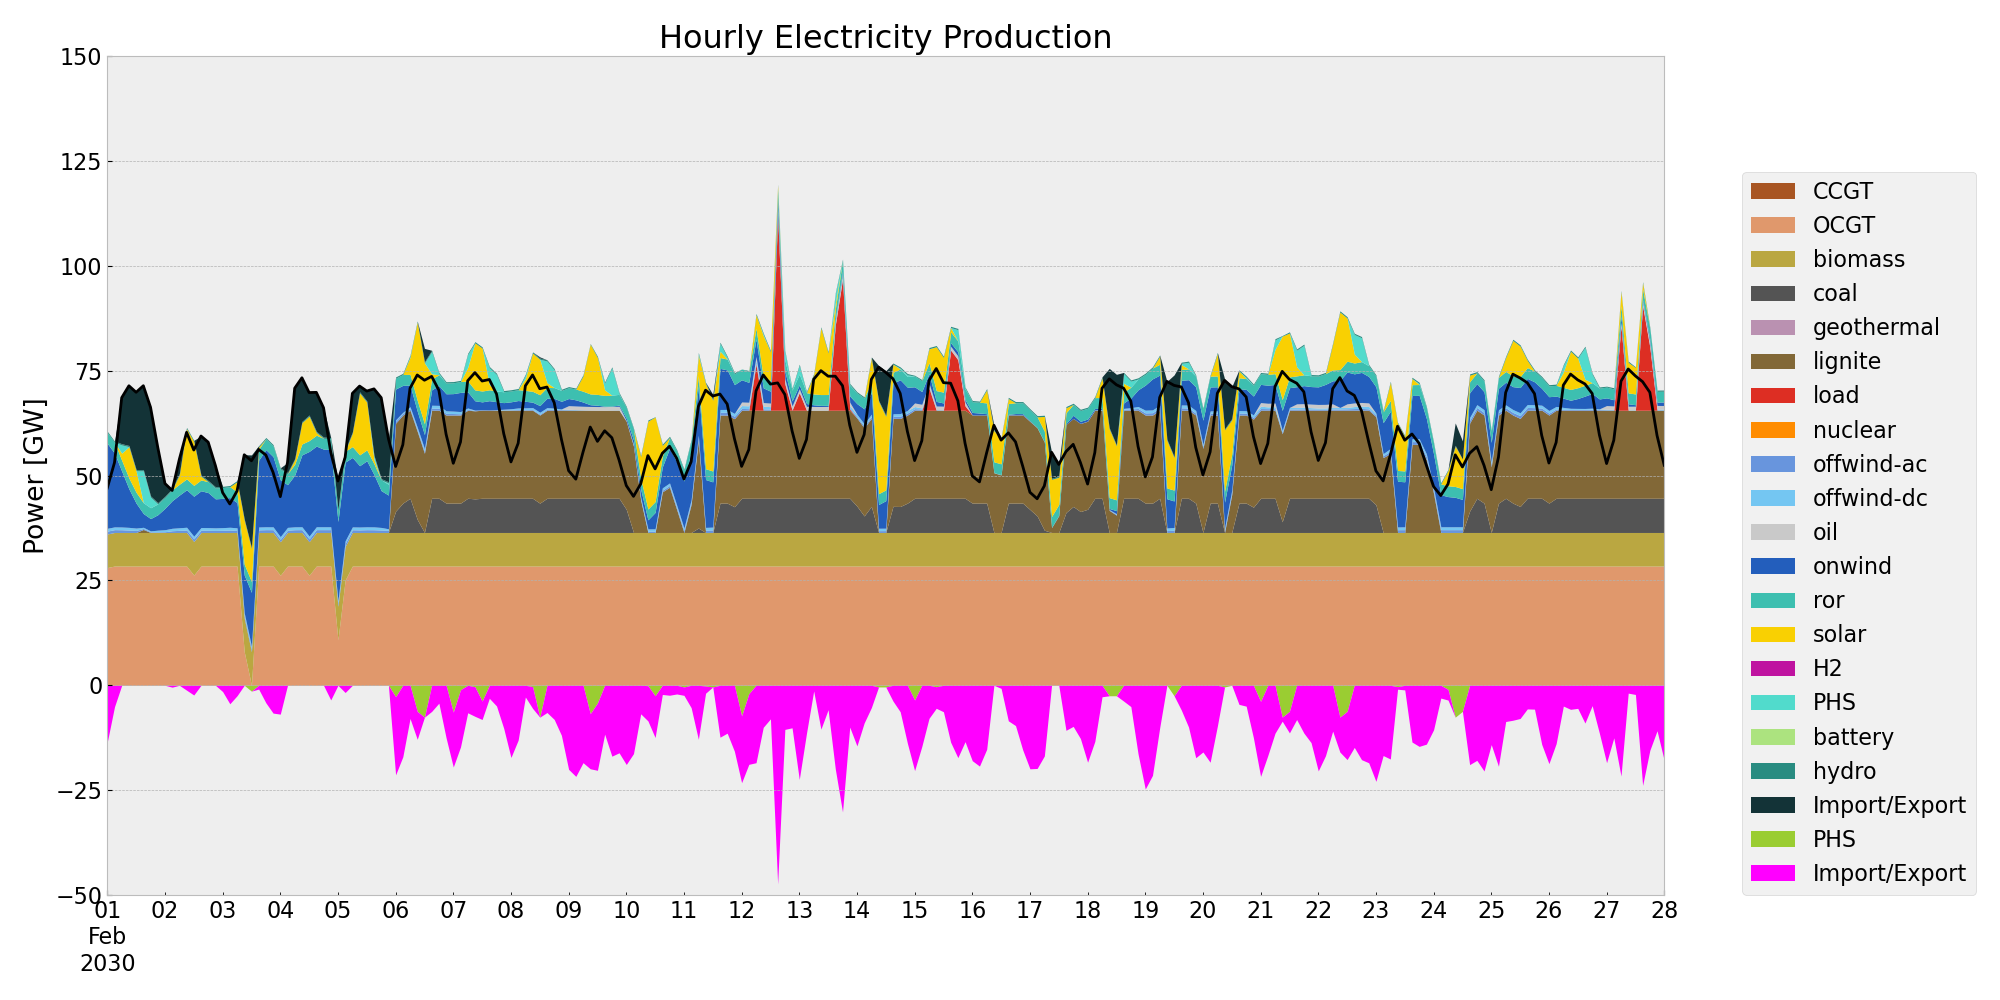 Hourly Electricity Production
Power [GW]
150
125
100
75
50
25
0
−25
−50
01 02 03 04 05 06 07 08 09 10 11 12 13 14 15 16 17 18 19 20 21 22 23 24 25 26 27 28
Feb
2030
CCGT
OCGT
biomass
coal
geothermal
lignite
load
nuclear
offwind-ac
offwind-dc
oil
onwind
ror
solar
H2
PHS
battery
hydro
Import/Export
PHS
Import/Export